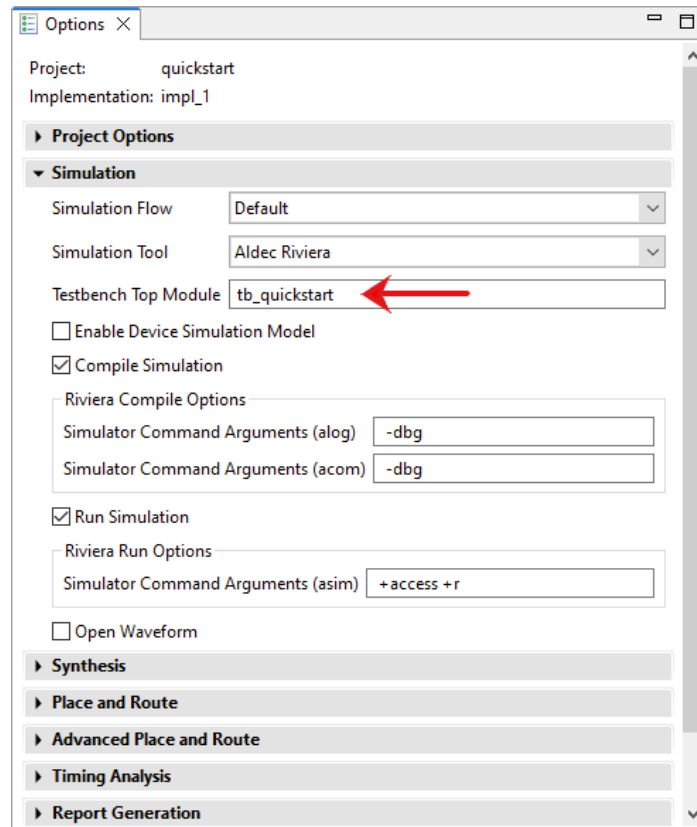 Options
Project: quickstart
Implementation: impl_1
Project Options
Simulation
Simulation Flow Default
Simulation Tool Aldec Riviera
Testbench Top Module tb_quickstart
Enable Device Simulation Model
Compile Simulation
Riviera Compile Options
Simulator Command Arguments (alog) -dbg
Simulator Command Arguments (acom) -dbg
Run Simulation
Riviera Run Options
Simulator Command Arguments (asim) +access +r
Open Waveform
Synthesis
Place and Route
Advanced Place and Route
Timing Analysis
Report Generation